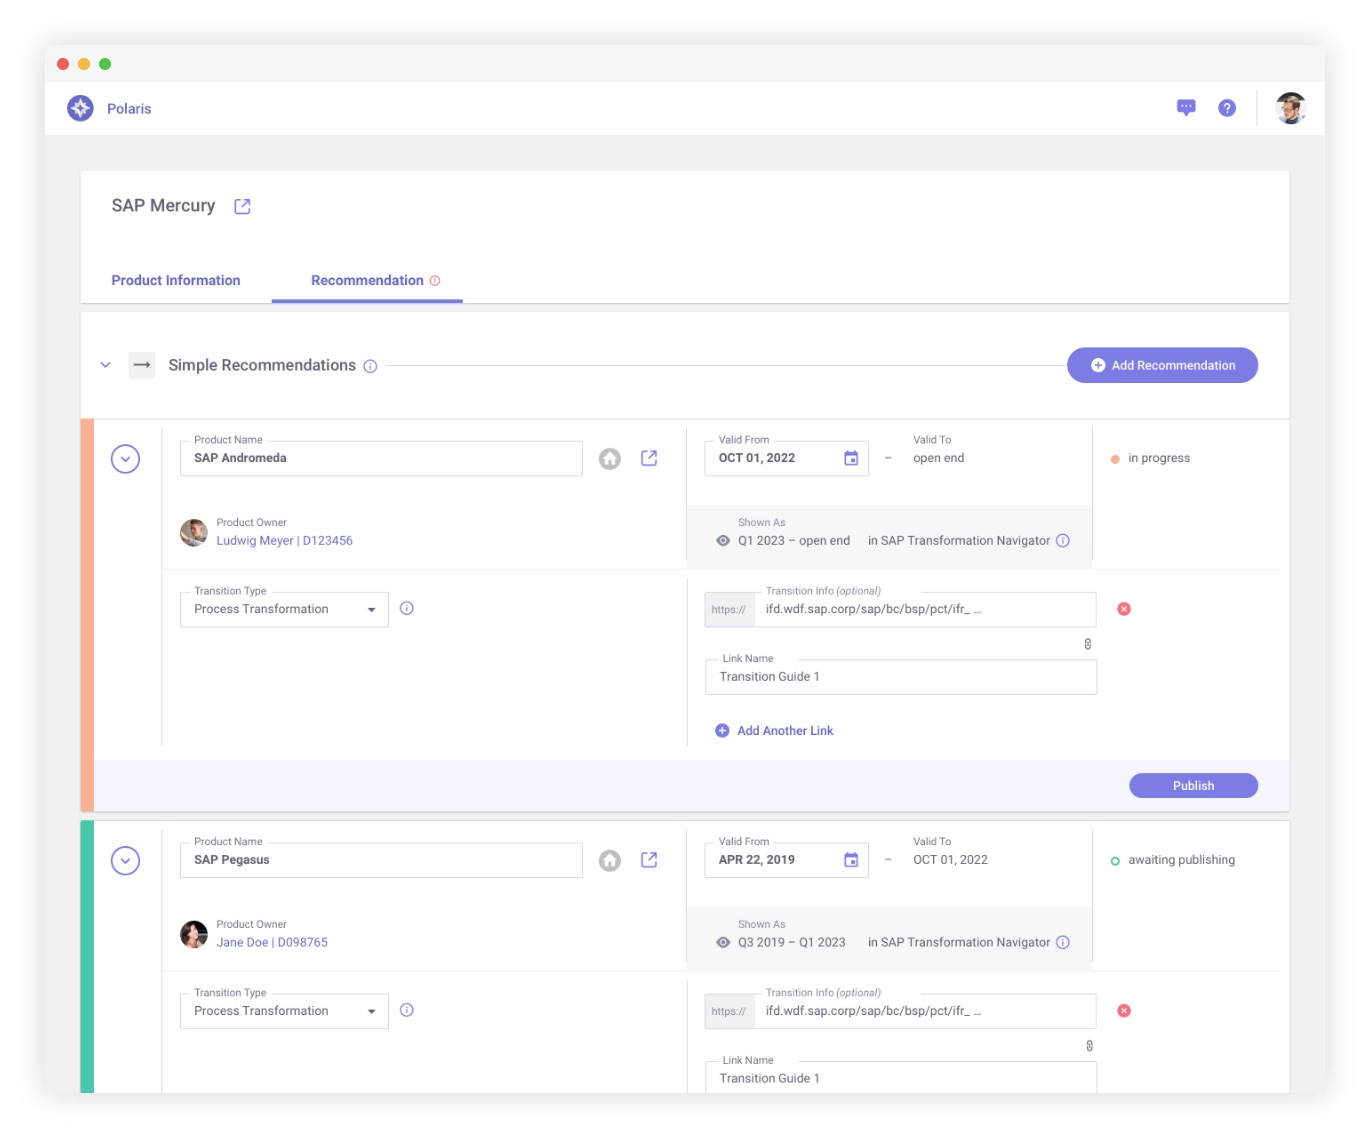 Polaris
?
SAP Mercury
Product Information
Recommendation
Simple Recommendations
Add Recommendation
Product Name
SAP Andromeda
Valid From
OCT 01, 2022
–
Valid To
open end
in progress
Product Owner
Ludwig Meyer | D123456
Shown As
Q1 2023 – open end in SAP Transformation Navigator
Transition Type
Process Transformation
Transition Info (optional)
https:// ifd.wdf.sap.corp/sap/bc/bsp/pct/ifr_ ...
Link Name
Transition Guide 1
Add Another Link
Publish
Product Name
SAP Pegasus
Valid From
APR 22, 2019
–
Valid To
OCT 01, 2022
awaiting publishing
Product Owner
Jane Doe | D098765
Shown As
Q3 2019 – Q1 2023 in SAP Transformation Navigator
Transition Type
Process Transformation
Transition Info (optional)
https:// ifd.wdf.sap.corp/sap/bc/bsp/pct/ifr_ ...
Link Name
Transition Guide 1